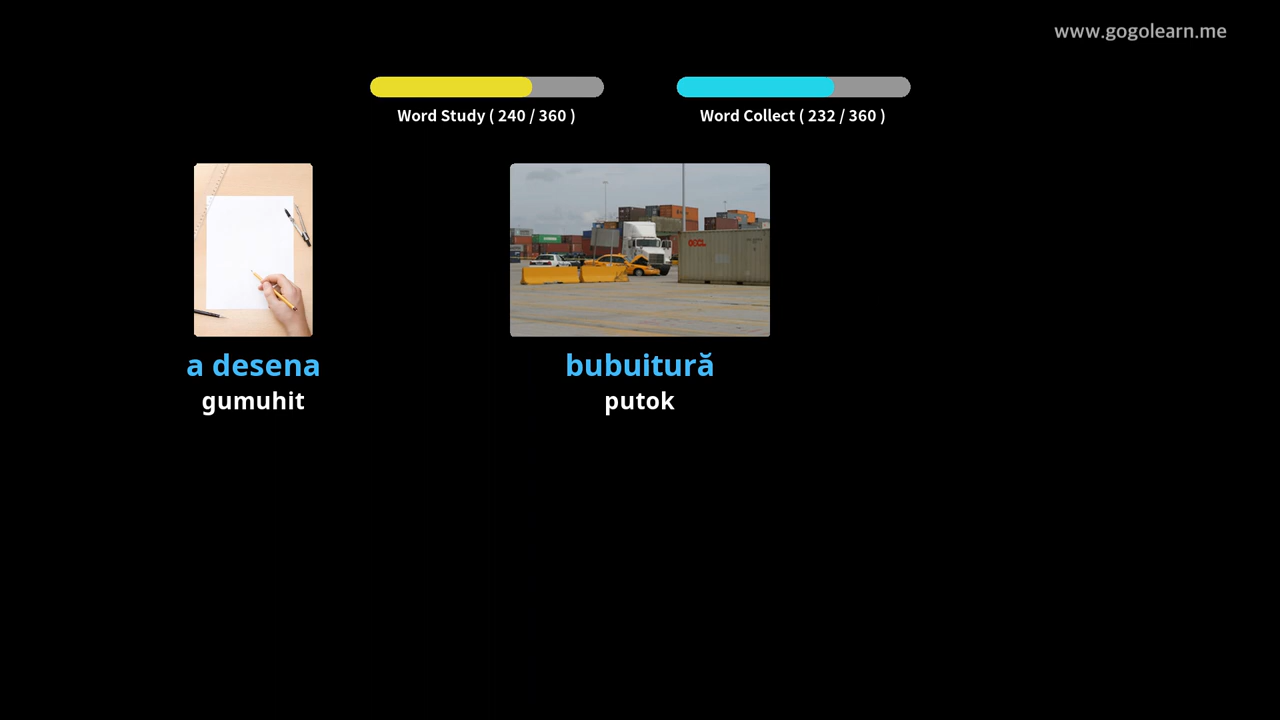 www.gogolearn.me
Word Study ( 240 / 360 )
Word Collect ( 232 / 360 )
a desena
gumuhit
bubuitură
putok